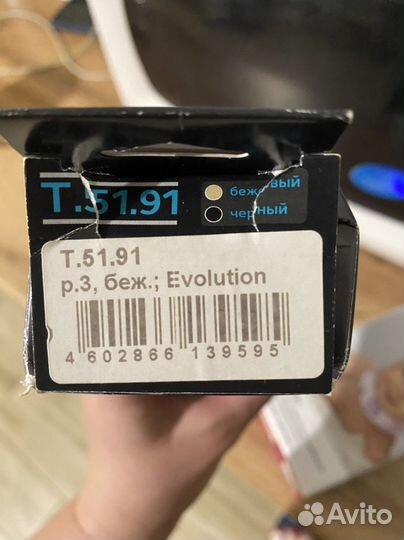 Т.51.91
бежевый
черный
Т.51.91
р.3, беж.; Evolution
4 602866 139595
Avito